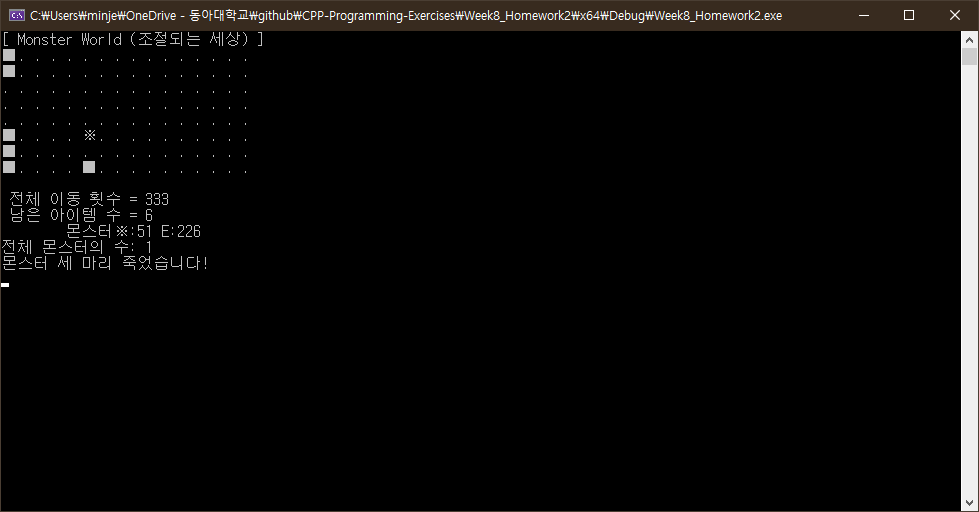 C:\Users\minje\OneDrive - 동아대학교\github\CPP-Programming-Exercises\Week8_Homework2\x64\Debug\Week8_Homework2.exe
[ Monster World (조절되는 세상) ]
■. . . . . . . . . . . . . . .
■. . . . . . . . . . . . . . .
. . . . . . . . . . . . . . . .
. . . . . . . . . . . . . . . .
. . . . . . . . . . . . . . . .
■. . . . ※. . . . . . . . . .
■. . . . . . . . . . . . . . .
■. . . . ■. . . . . . . . . .
전체 이동 횟수 = 333
남은 아이템 수 = 6
몬스터※:51 E:226
전체 몬스터의 수: 1
몬스터 세 마리 죽었습니다!